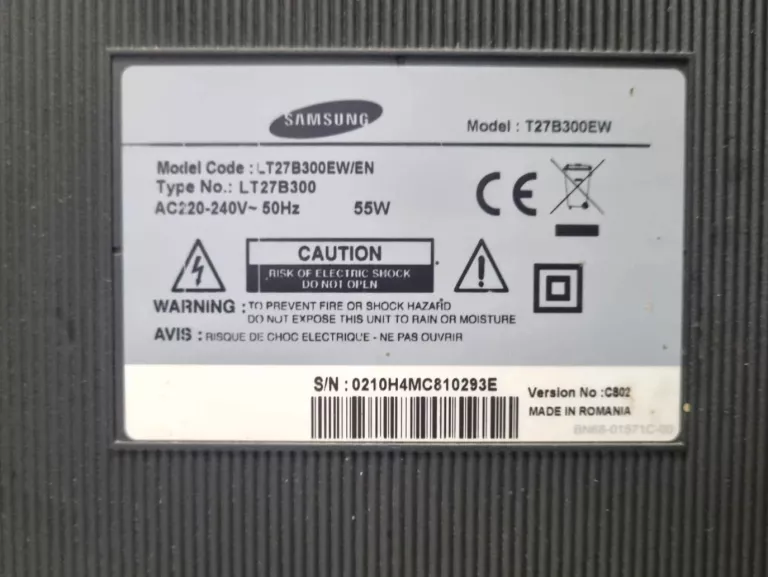 SAMSUNG
Model : T27B300EW
Model Code : LT27B300EW/EN
Type No.: LT27B300
AC220-240V~ 50Hz 55W
CE
CAUTION
RISK OF ELECTRIC SHOCK
DO NOT OPEN
WARNING : TO PREVENT FIRE OR SHOCK HAZARD
DO NOT EXPOSE THIS UNIT TO RAIN OR MOISTURE
AVIS : RISQUE DE CHOC ELECTRIQUE - NE PAS OUVRIR
S/N : 0210H4MC810293E
Version No :CS02
MADE IN ROMANIA